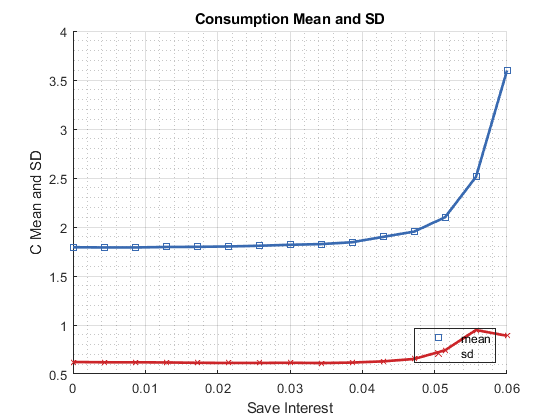 Consumption Mean and SD
4
3.5
3
2.5
2
1.5
1
0.5
C Mean and SD
mean
sd
0 0.01 0.02 0.03 0.04 0.05 0.06
Save Interest